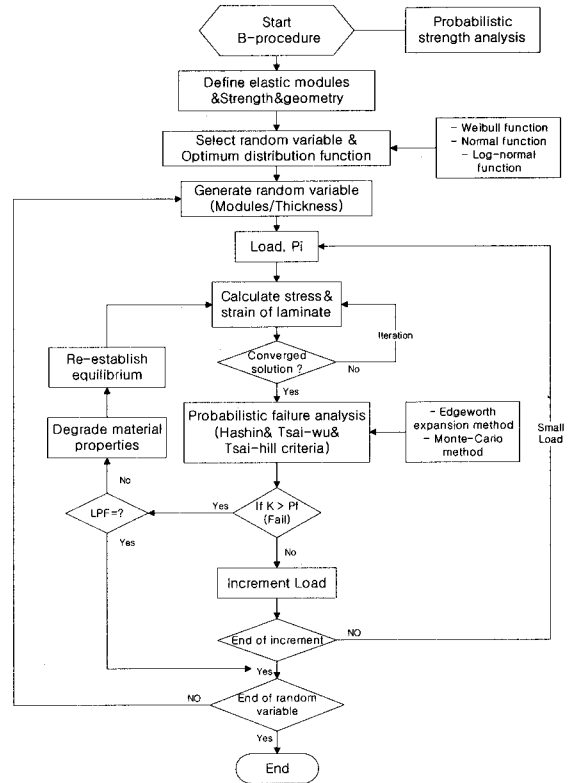 Start
B-procedure
Probabilistic
strength analysis
Define elastic modules
&Strength&geometry
Select random variable &
Optimum distribution function
- Weibull function
- Normal function
- Log-normal
function
Generate random variable
(Modules/Thickness)
Load, Pi
Calculate stress&
strain of laminate
Iteration
Re-establish
equilibrium
Converged
solution ?
No
Yes
Small
Load
Degrade material
properties
Probabilistic failure analysis
(Hashin& Tsai-wu&
Tsai-hill criteria)
- Edgeworth
expansion method
- Monte-Carlo
method
No
LPF=?
Yes
If K > Pf
(Fail)
Yes
No
Increment Load
End of increment
NO
Yes
NO
End of random
variable
Yes
End